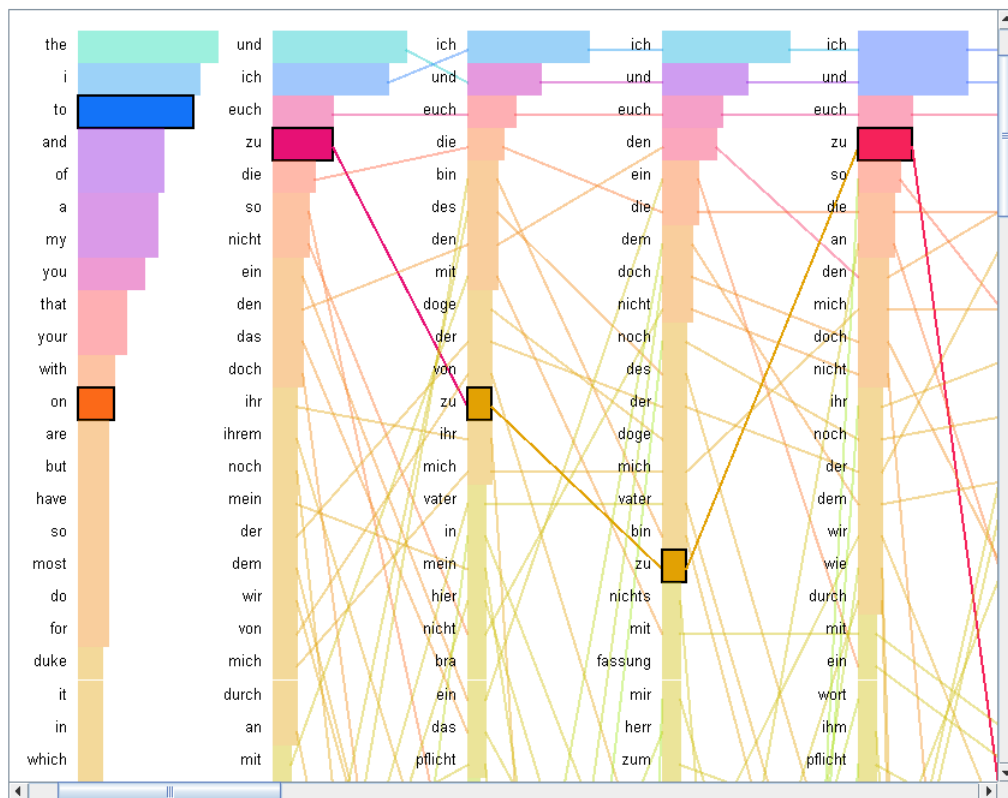 the und ich ich ich
i ich und und und
to euch euch euch euch
and zu die den zu
of die bin ein so
a so des die die
my nicht den dem an
you ein mit doch den
that den doge nicht mich
your das der noch doch
with doch von des nicht
on ihr zu der ihr
are ihrem ihr doge noch
but noch mich mich der
have mein vater vater dem
so der in bin wir
most dem mein zu wie
do wir hier nichts durch
for von nicht mit mit
duke mich bra fassung ein
it durch ein mir wort
in an das herr ihm
which mit pflicht zum pflicht